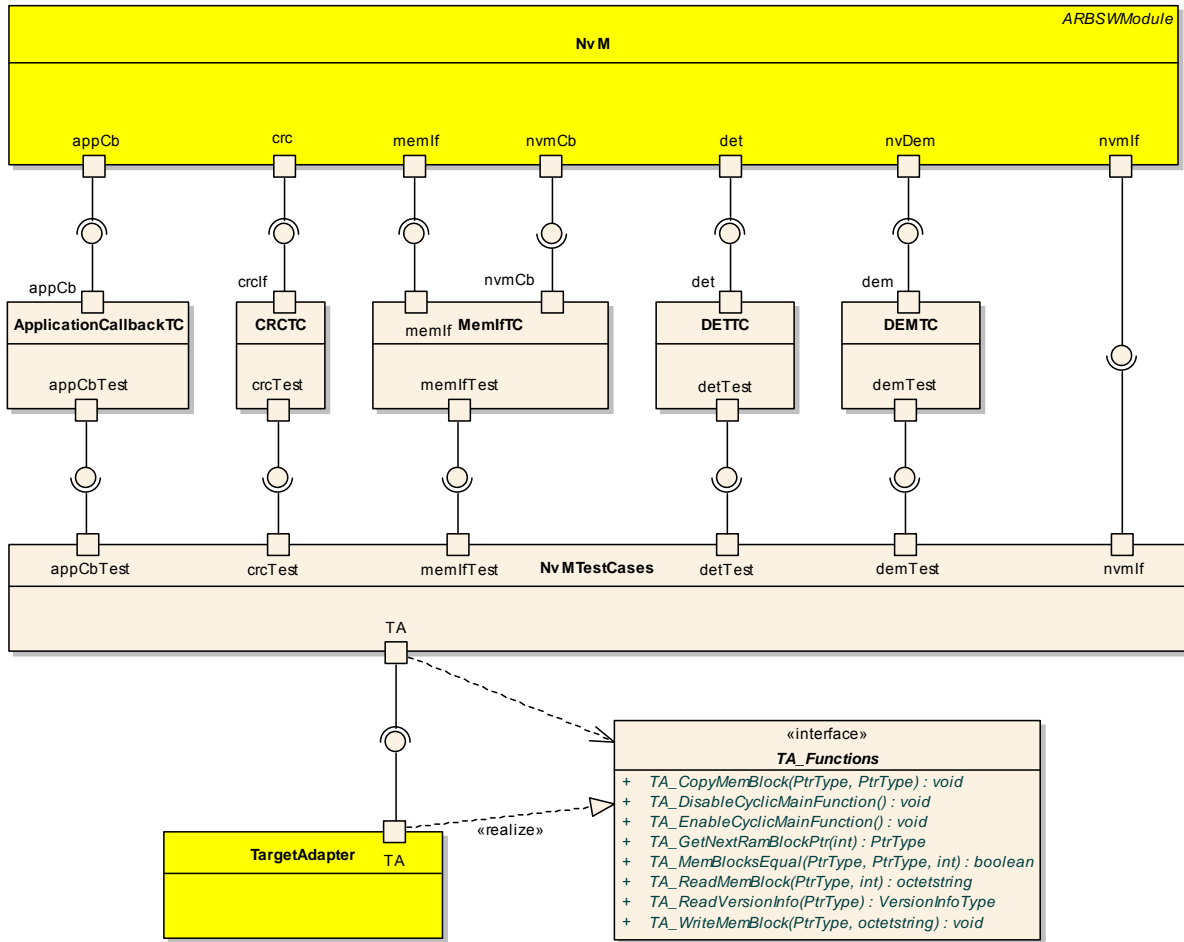 ARBSWModule
NvM
appCb crc memIf nvmCb det nvDem nvmIf
appCb crcIf nvmCb det dem
ApplicationCallbackTC CRCTC memIf MemIfTC DETTC DEMTC
appCbTest crcTest memIfTest detTest demTest
appCbTest crcTest memIfTest NvMTestCases detTest demTest nvmIf
TA
«interface»
TA_Functions
+ TA_CopyMemBlock(PtrType, PtrType) : void
+ TA_DisableCyclicMainFunction() : void
+ TA_EnableCyclicMainFunction() : void
+ TA_GetNextRamBlockPtr(int) : PtrType
+ TA_MemBlocksEqual(PtrType, PtrType, int) : boolean
+ TA_ReadMemBlock(PtrType, int) : octetstring
+ TA_ReadVersionInfo(PtrType) : VersionInfoType
+ TA_WriteMemBlock(PtrType, octetstring) : void
«realize»
TargetAdapter
TA